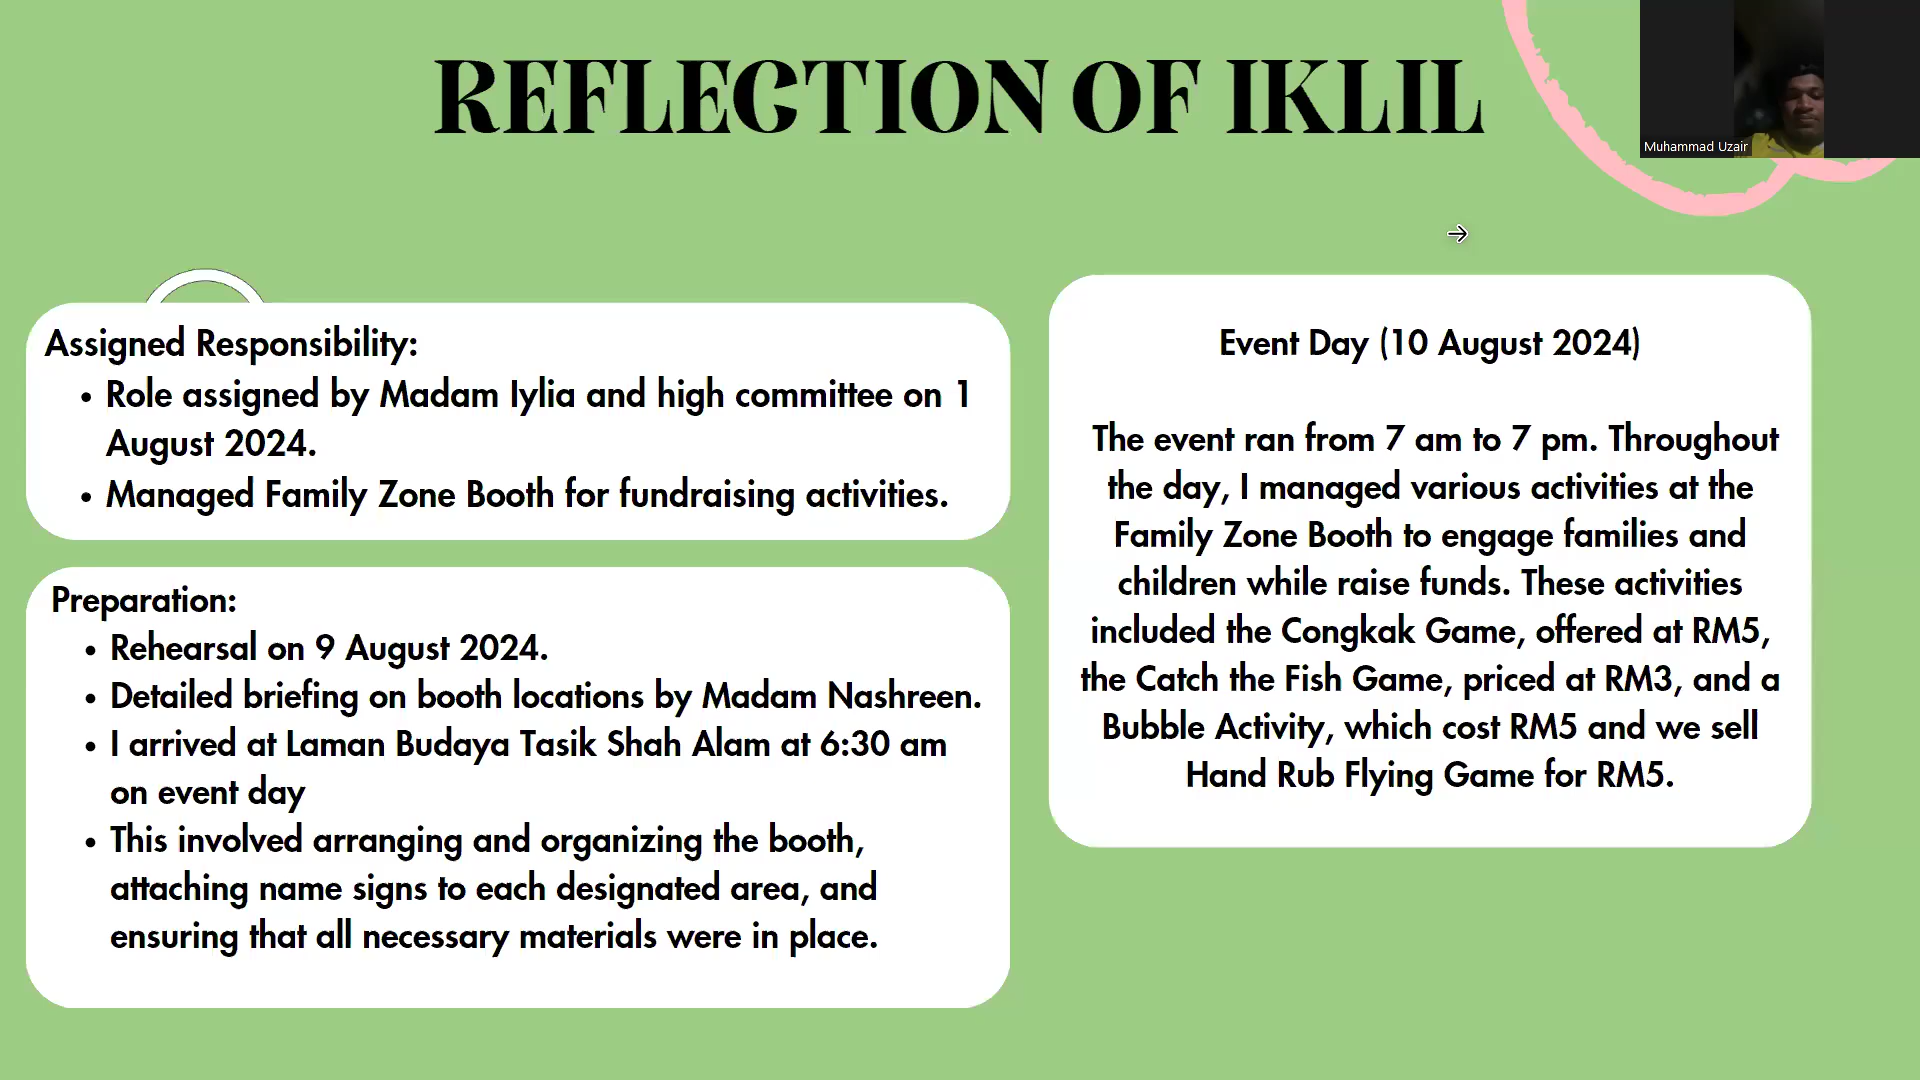 REFLECTION OF IKLIL
Muhammad Uzair
Assigned Responsibility:
• Role assigned by Madam Iylia and high committee on 1
August 2024.
• Managed Family Zone Booth for fundraising activities.
Preparation:
• Rehearsal on 9 August 2024.
• Detailed briefing on booth locations by Madam Nashreen.
• I arrived at Laman Budaya Tasik Shah Alam at 6:30 am
on event day
• This involved arranging and organizing the booth,
attaching name signs to each designated area, and
ensuring that all necessary materials were in place.
Event Day (10 August 2024)
The event ran from 7 am to 7 pm. Throughout
the day, I managed various activities at the
Family Zone Booth to engage families and
children while raise funds. These activities
included the Congkak Game, offered at RM5,
the Catch the Fish Game, priced at RM3, and a
Bubble Activity, which cost RM5 and we sell
Hand Rub Flying Game for RM5.